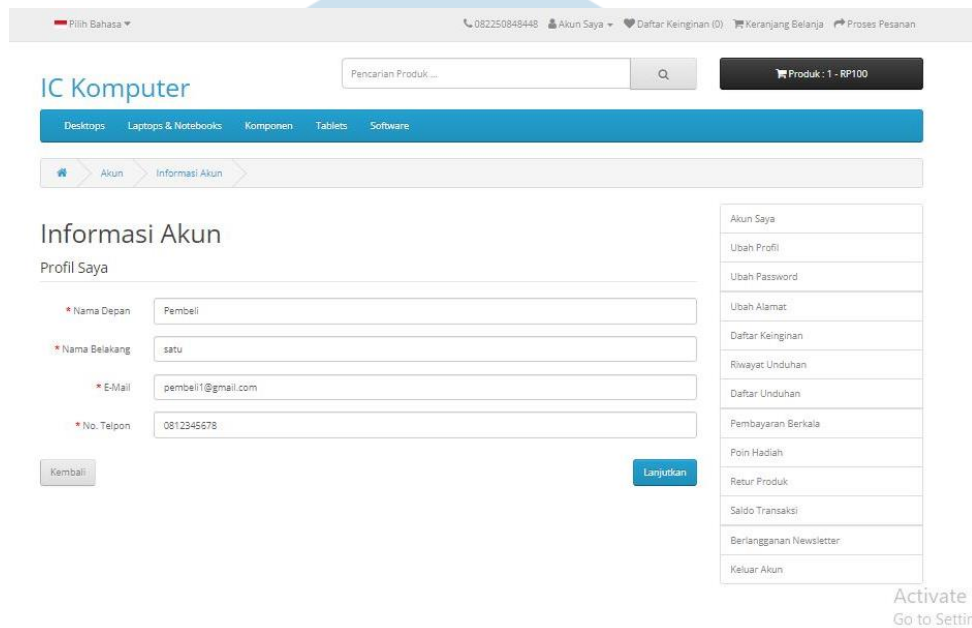 Pilih Bahasa
082250848448 Akun Saya Daftar Keinginan (0) Keranjang Belanja Proses Pesanan
IC Komputer
Pencarian Produk ...
Produk : 1 - RP100
Desktops Laptops & Notebooks Komponen Tablets Software
Akun Informasi Akun
Informasi Akun
Profil Saya
* Nama Depan Pembeli
* Nama Belakang satu
* E-Mail pembeli1@gmail.com
* No. Telpon 0812345678
Kembali Lanjutkan
Akun Saya
Ubah Profil
Ubah Password
Ubah Alamat
Daftar Keinginan
Riwayat Unduhan
Daftar Unduhan
Pembayaran Berkala
Poin Hadiah
Retur Produk
Saldo Transaksi
Berlangganan Newsletter
Keluar Akun
Activate
Go to Settin